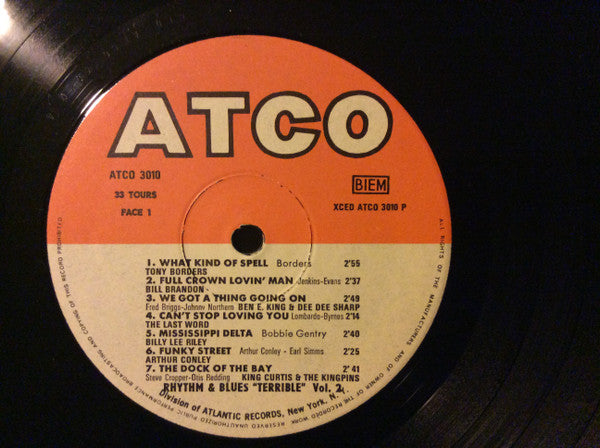 ATCO
ATCO 3010
33 TOURS
FACE 1
BIEM
XCED ATCO 3010 P
1. WHAT KIND OF SPELL Borders 2'55
TONY BORDERS
2. FULL CROWN LOVIN' MAN Jenkins-Evans 2'37
BILL BRANDON
3. WE GOT A THING GOING ON 2'49
Fred Briggs-Johnny Northern BEN E. KING & DEE DEE SHARP
4. CAN'T STOP LOVING YOU Lombardo-Byrnes 2'14
THE LAST WORD
5. MISSISSIPPI DELTA Bobbie Gentry 2'40
BILLY LEE RILEY
6. FUNKY STREET Arthur Conley - Earl Simms 2'25
ARTHUR CONLEY
7. THE DOCK OF THE BAY 2'41
Steve Cropper-Otis Redding KING CURTIS & THE KINGPINS
RHYTHM & BLUES "TERRIBLE" Vol. 2
Division of ATLANTIC RECORDS, New York, N.
ALL RIGHTS OF THE MANUFACTURERS AND OF OWNER OF THE RECORDED WORK RESERVED UNAUTHORISED PUBLIC PERFORMANCE BROADCASTING AND COPYING OF THIS RECORD PROHIBITED